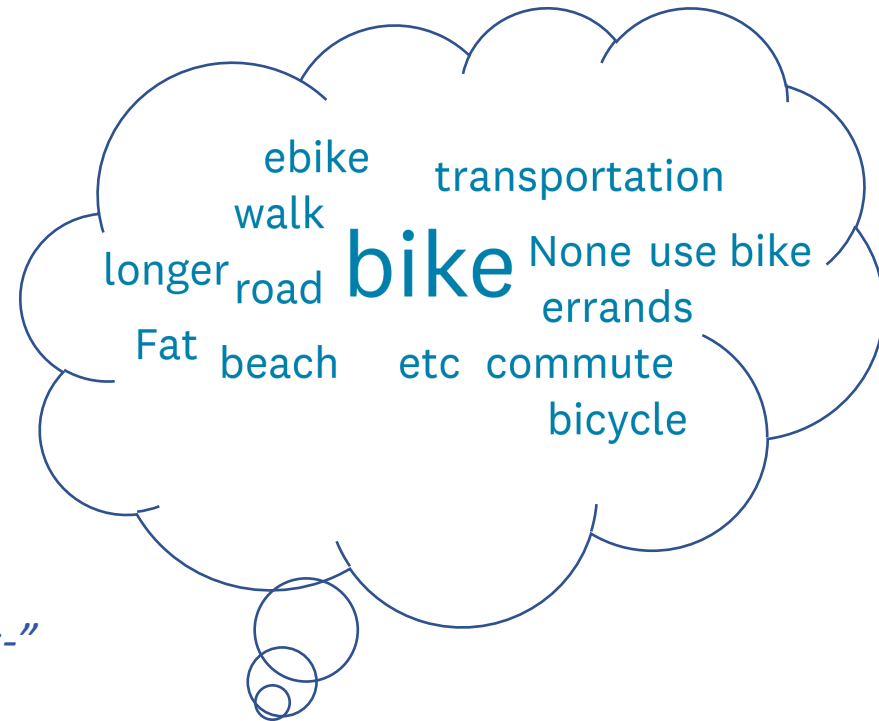 ebike
transportation
walk
bike
None use bike
longer
road
errands
Fat
beach
etc commute
bicycle
-”